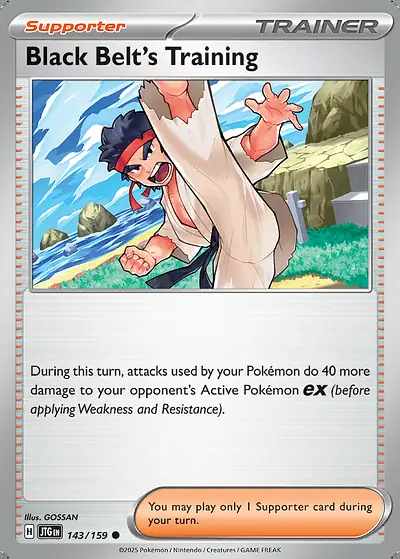 Supporter
TRAINER
Black Belt's Training
During this turn, attacks used by your Pokémon do 40 more
damage to your opponent's Active Pokémon ex (before
applying Weakness and Resistance).
Illus. GOSSAN
H JTG EN 143/159
You may play only 1 Supporter card during
your turn.
©2025 Pokémon / Nintendo / Creatures / GAME FREAK